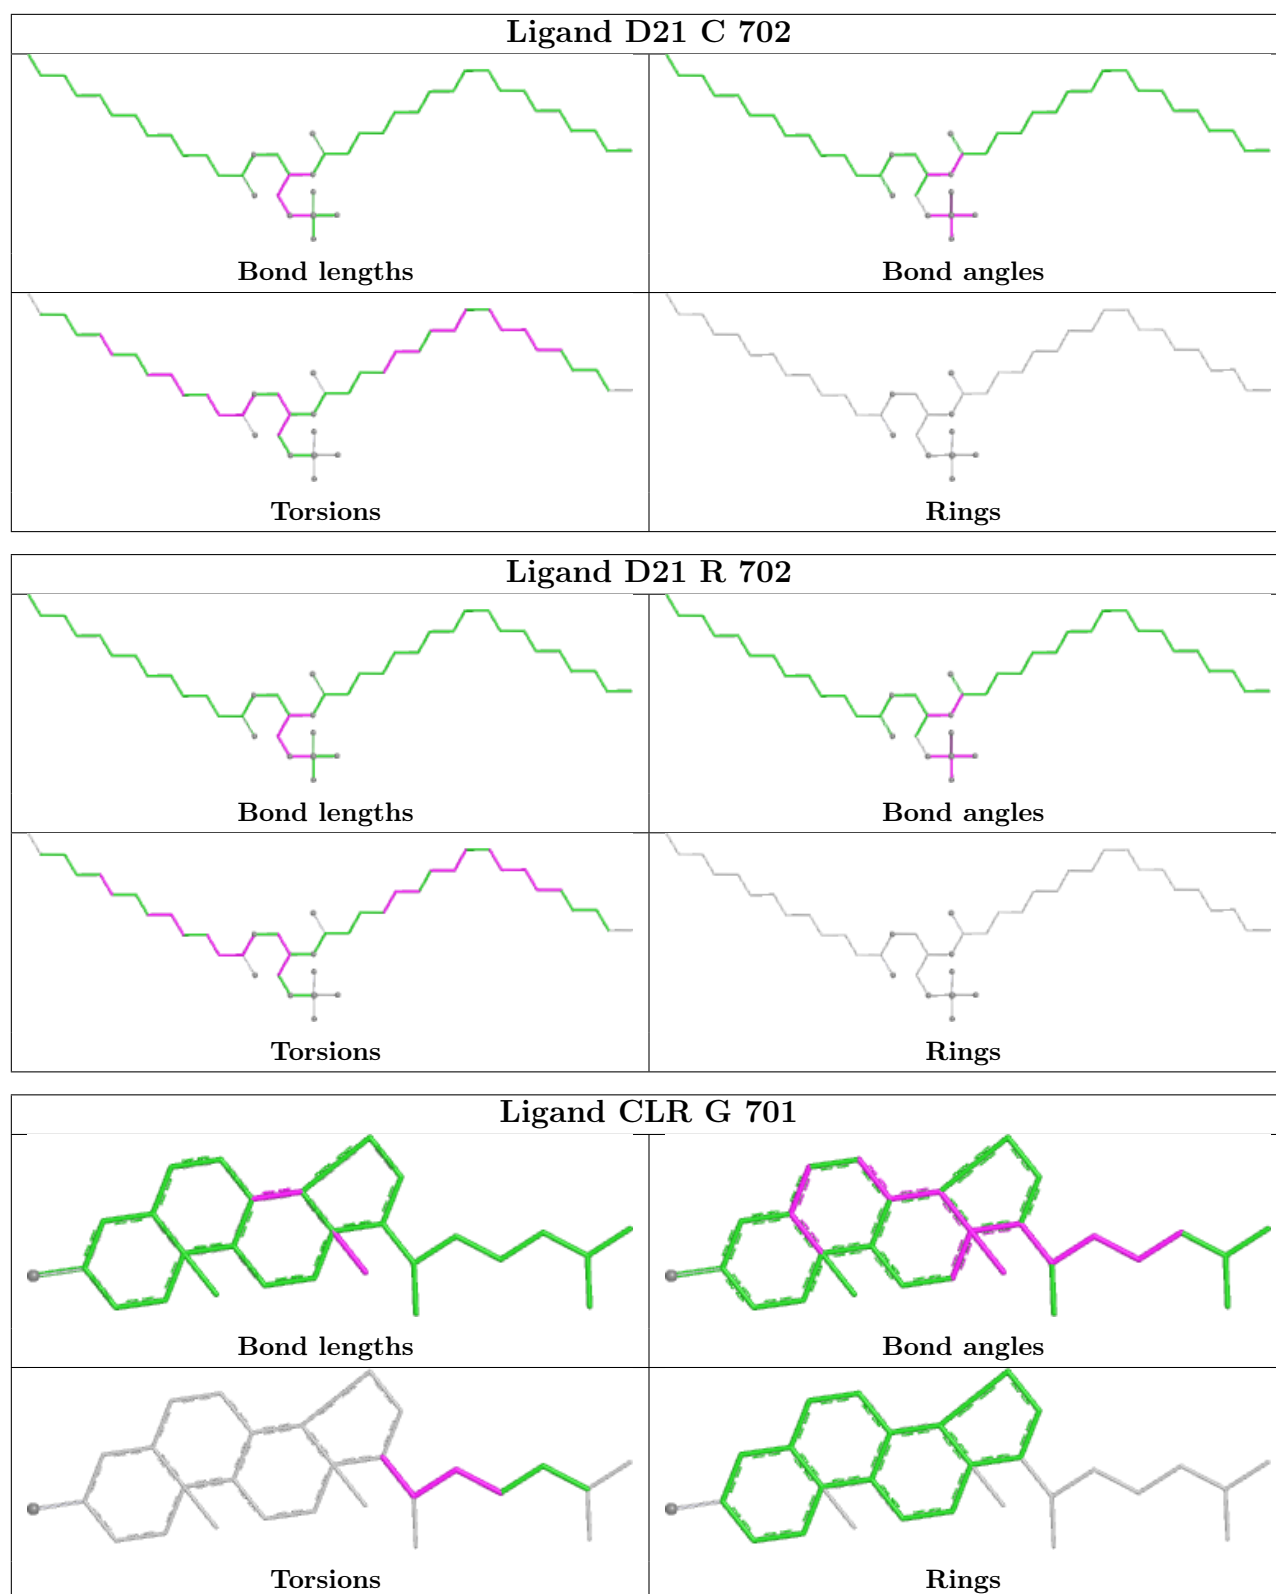 Ligand D21 C 702
Bond lengths
Bond angles
Torsions
Rings
Ligand D21 R 702
Bond lengths
Bond angles
Torsions
Rings
Ligand CLR G 701
Bond lengths
Bond angles
Torsions
Rings